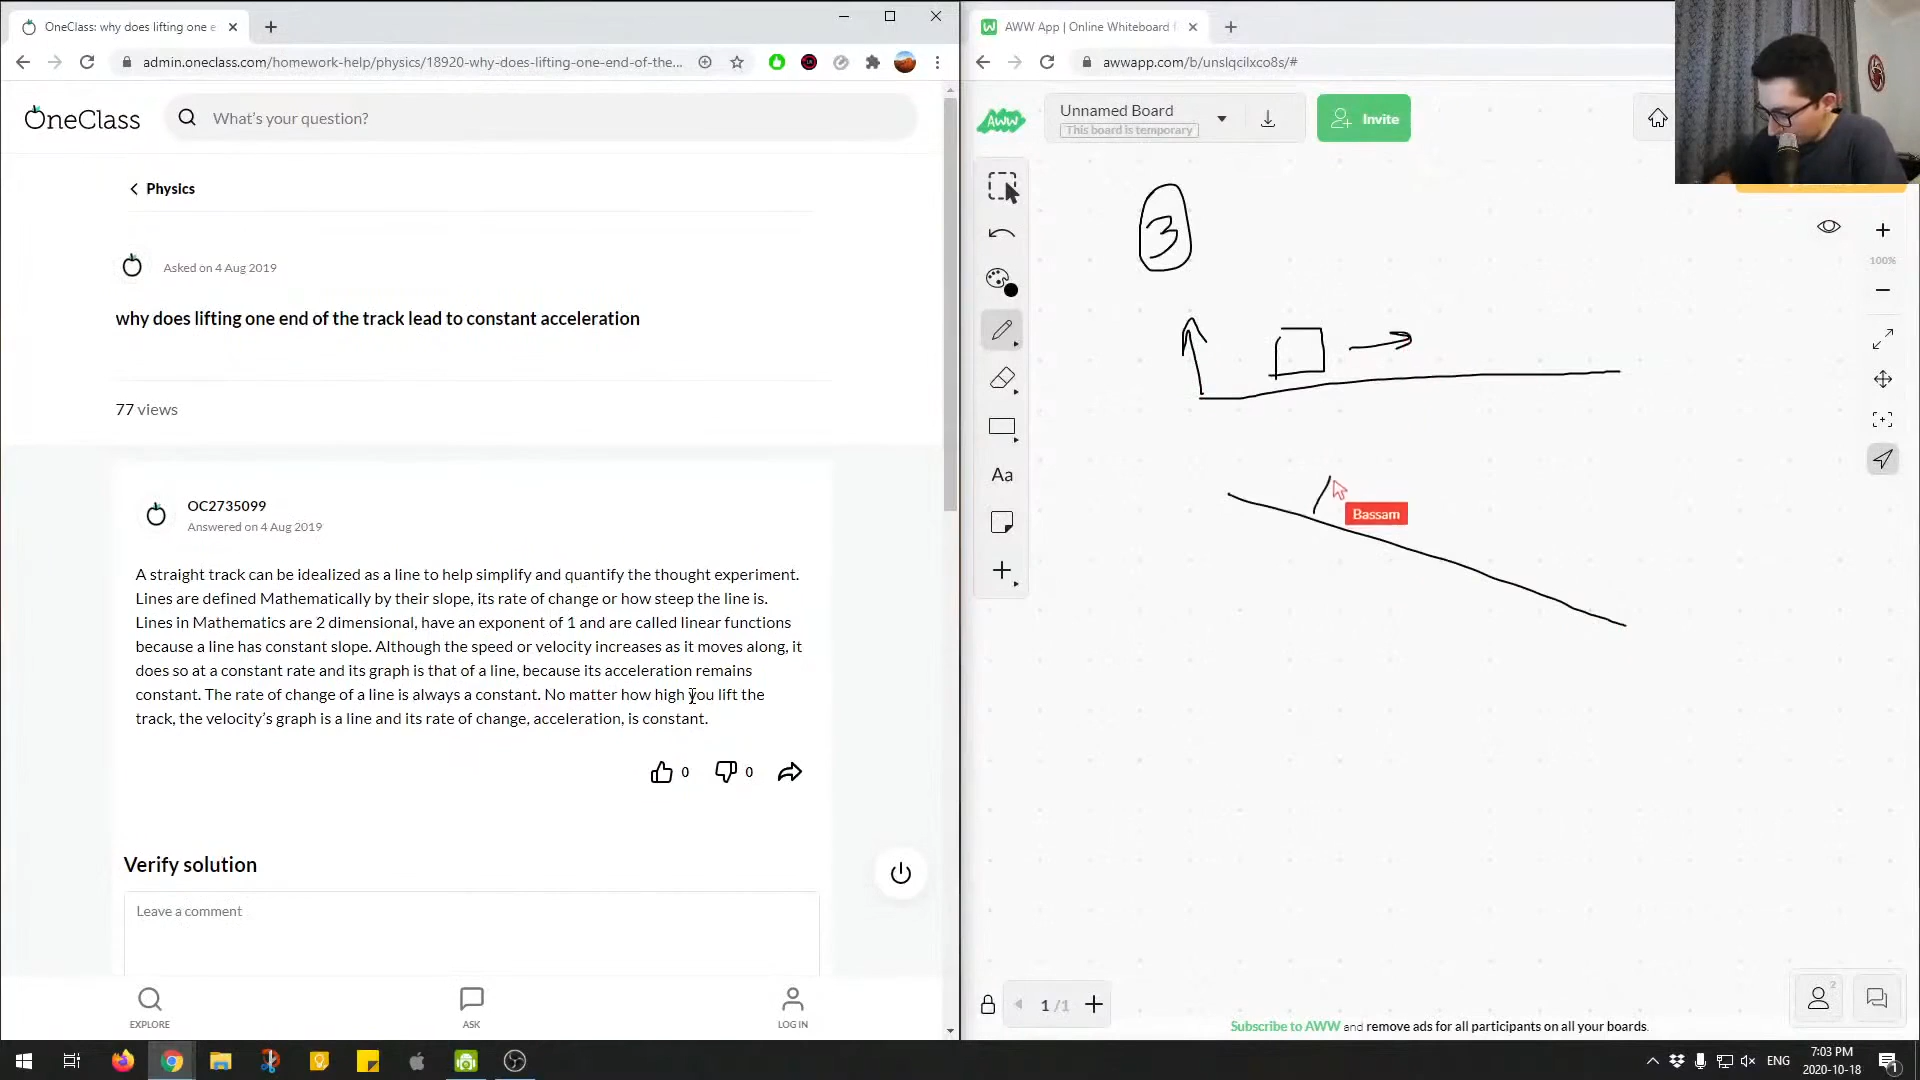 OneClass: why does lifting one e
admin.oneclass.com/homework-help/physics/18920-why-does-lifting-one-end-of-the...
OneClass
What's your question?
Physics
Asked on 4 Aug 2019
why does lifting one end of the track lead to constant acceleration
77 views
OC2735099
Answered on 4 Aug 2019
A straight track can be idealized as a line to help simplify and quantify the thought experiment.
Lines are defined Mathematically by their slope, its rate of change or how steep the line is.
Lines in Mathematics are 2 dimensional, have an exponent of 1 and are called linear functions
because a line has constant slope. Although the speed or velocity increases as it moves along, it
does so at a constant rate and its graph is that of a line, because its acceleration remains
constant. The rate of change of a line is always a constant. No matter how high you lift the
track, the velocity's graph is a line and its rate of change, acceleration, is constant.
0
0
Verify solution
Leave a comment
EXPLORE
ASK
LOG IN
AWW App | Online Whiteboard f
awwapp.com/b/unslqcilxco8s/#
AWW
Unnamed Board
This board is temporary
Invite
100%
Aa
3
Bassam
1 /1
2
Subscribe to AWW and remove ads for all participants on all your boards.
ENG
7:03 PM
2020-10-18
1